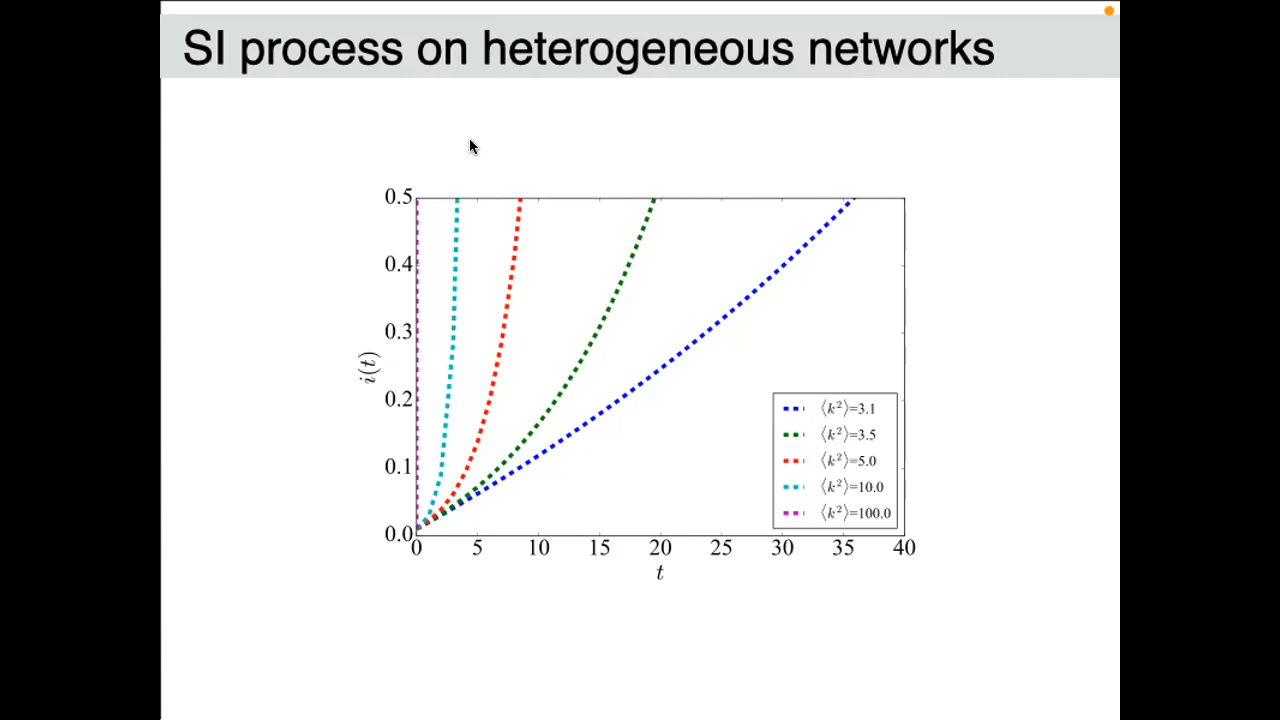 SI process on heterogeneous networks
0.5
0.4
0.3
0.2
0.1
0.0
i(t)
0 5 10 15 20 25 30 35 40
t
⟨k²⟩=3.1
⟨k²⟩=3.5
⟨k²⟩=5.0
⟨k²⟩=10.0
⟨k²⟩=100.0